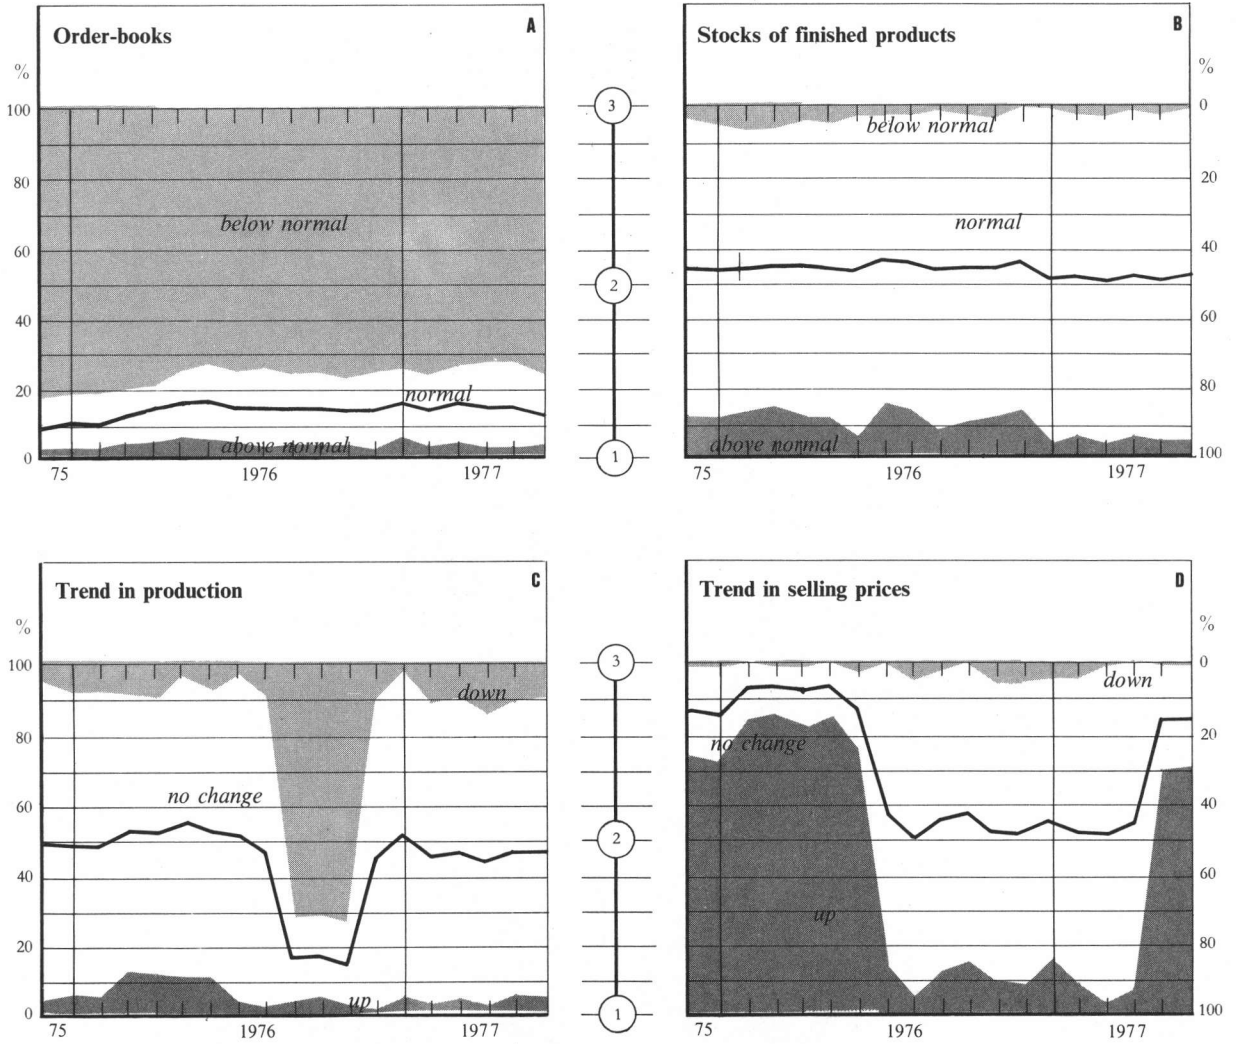 Order-books
A
%
100
80
60
40
20
0
below normal
normal
above normal
75
1976
1977
3
2
1
Stocks of finished products
B
%
0
20
40
60
80
100
below normal
normal
above normal
75
1976
1977
Trend in production
C
%
100
80
60
40
20
0
down
no change
up
75
1976
1977
3
2
1
Trend in selling prices
D
%
0
20
40
60
80
100
down
no change
up
75
1976
1977